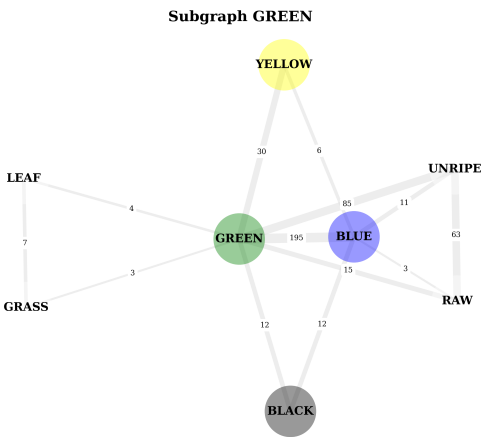 Subgraph GREEN
YELLOW
30
6
LEAF
UNRIPE
4
85
11
7
GREEN
195
BLUE
63
3
15
3
GRASS
RAW
12
12
BLACK